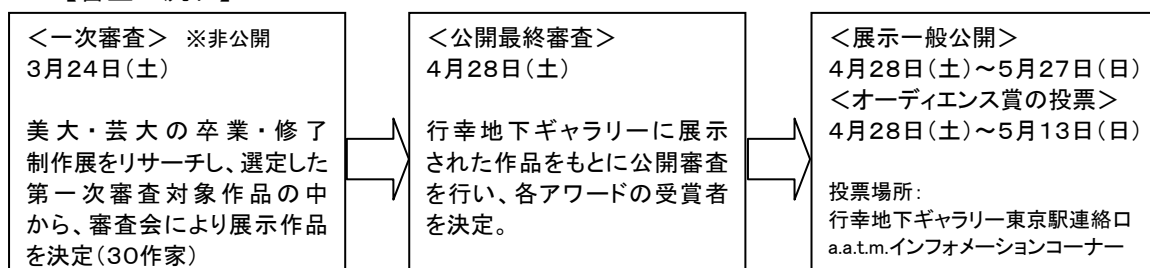 ＜一次審査＞　※非公開
３月２４日（土）
美大・芸大の卒業・修了
制作展をリサーチし、選定した
第一次審査対象作品の中
から、審査会により展示作品
を決定（３０作家）
＜公開最終審査＞
４月２８日（土）
行幸地下ギャラリーに展示
された作品をもとに公開審査
を行い、各アワードの受賞者
を決定。
＜展示一般公開＞
４月２８日（土）～５月２７日（日）
＜オーディエンス賞の投票＞
４月２８日（土）～５月１３日（日）
投票場所：
行幸地下ギャラリー東京駅連絡口
a.a.t.m.インフォメーションコーナー